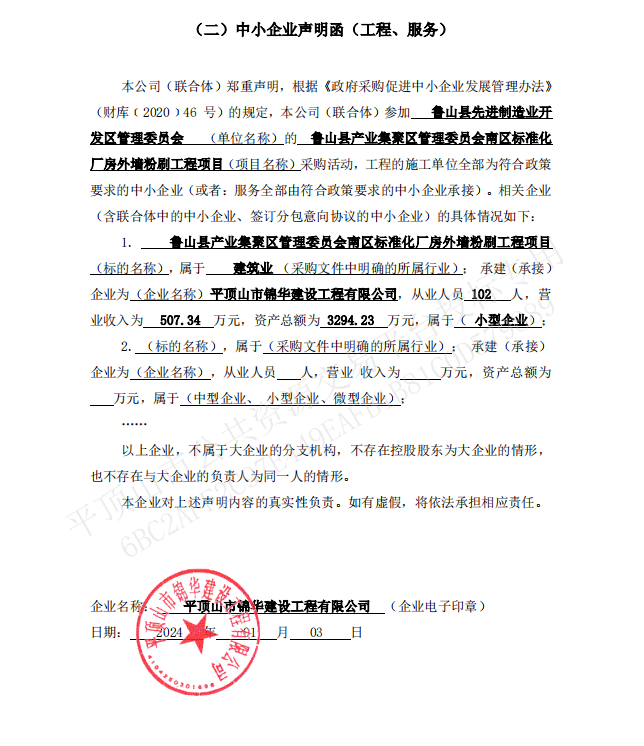 （二）中小企业声明函（工程、服务）
本公司（联合体）郑重声明，根据《政府采购促进中小企业发展管理办法》
（财库﹝2020﹞46 号）的规定，本公司（联合体）参加 鲁山县先进制造业开
发区管理委员会 （单位名称）的 鲁山县产业集聚区管理委员会南区标准化
厂房外墙粉刷工程项目（项目名称）采购活动，工程的施工单位全部为符合政策
要求的中小企业（或者：服务全部由符合政策要求的中小企业承接）。相关企业
（含联合体中的中小企业、签订分包意向协议的中小企业）的具体情况如下：
1. 鲁山县产业集聚区管理委员会南区标准化厂房外墙粉刷工程项目
（标的名称），属于 建筑业 （采购文件中明确的所属行业）； 承建（承接）
企业为（企业名称）平顶山市锦华建设工程有限公司，从业人员 102 人，营
业收入为 507.34 万元，资产总额为 3294.23 万元，属于（ 小型企业）；
2. （标的名称），属于（采购文件中明确的所属行业）； 承建（承接）
企业为（企业名称），从业人员 人，营业 收入为 万元，资产总额为
万元，属于（中型企业、 小型企业、微型企业）；
……
以上企业，不属于大企业的分支机构，不存在控股股东为大企业的情形，
也不存在与大企业的负责人为同一人的情形。
本企业对上述声明内容的真实性负责。如有虚假，将依法承担相应责任。
企业名称： 平顶山市锦华建设工程有限公司 （企业电子印章）
日期： 2024 年 01 月 03 日
平顶山市锦华建设工程有限公司
4104250301696